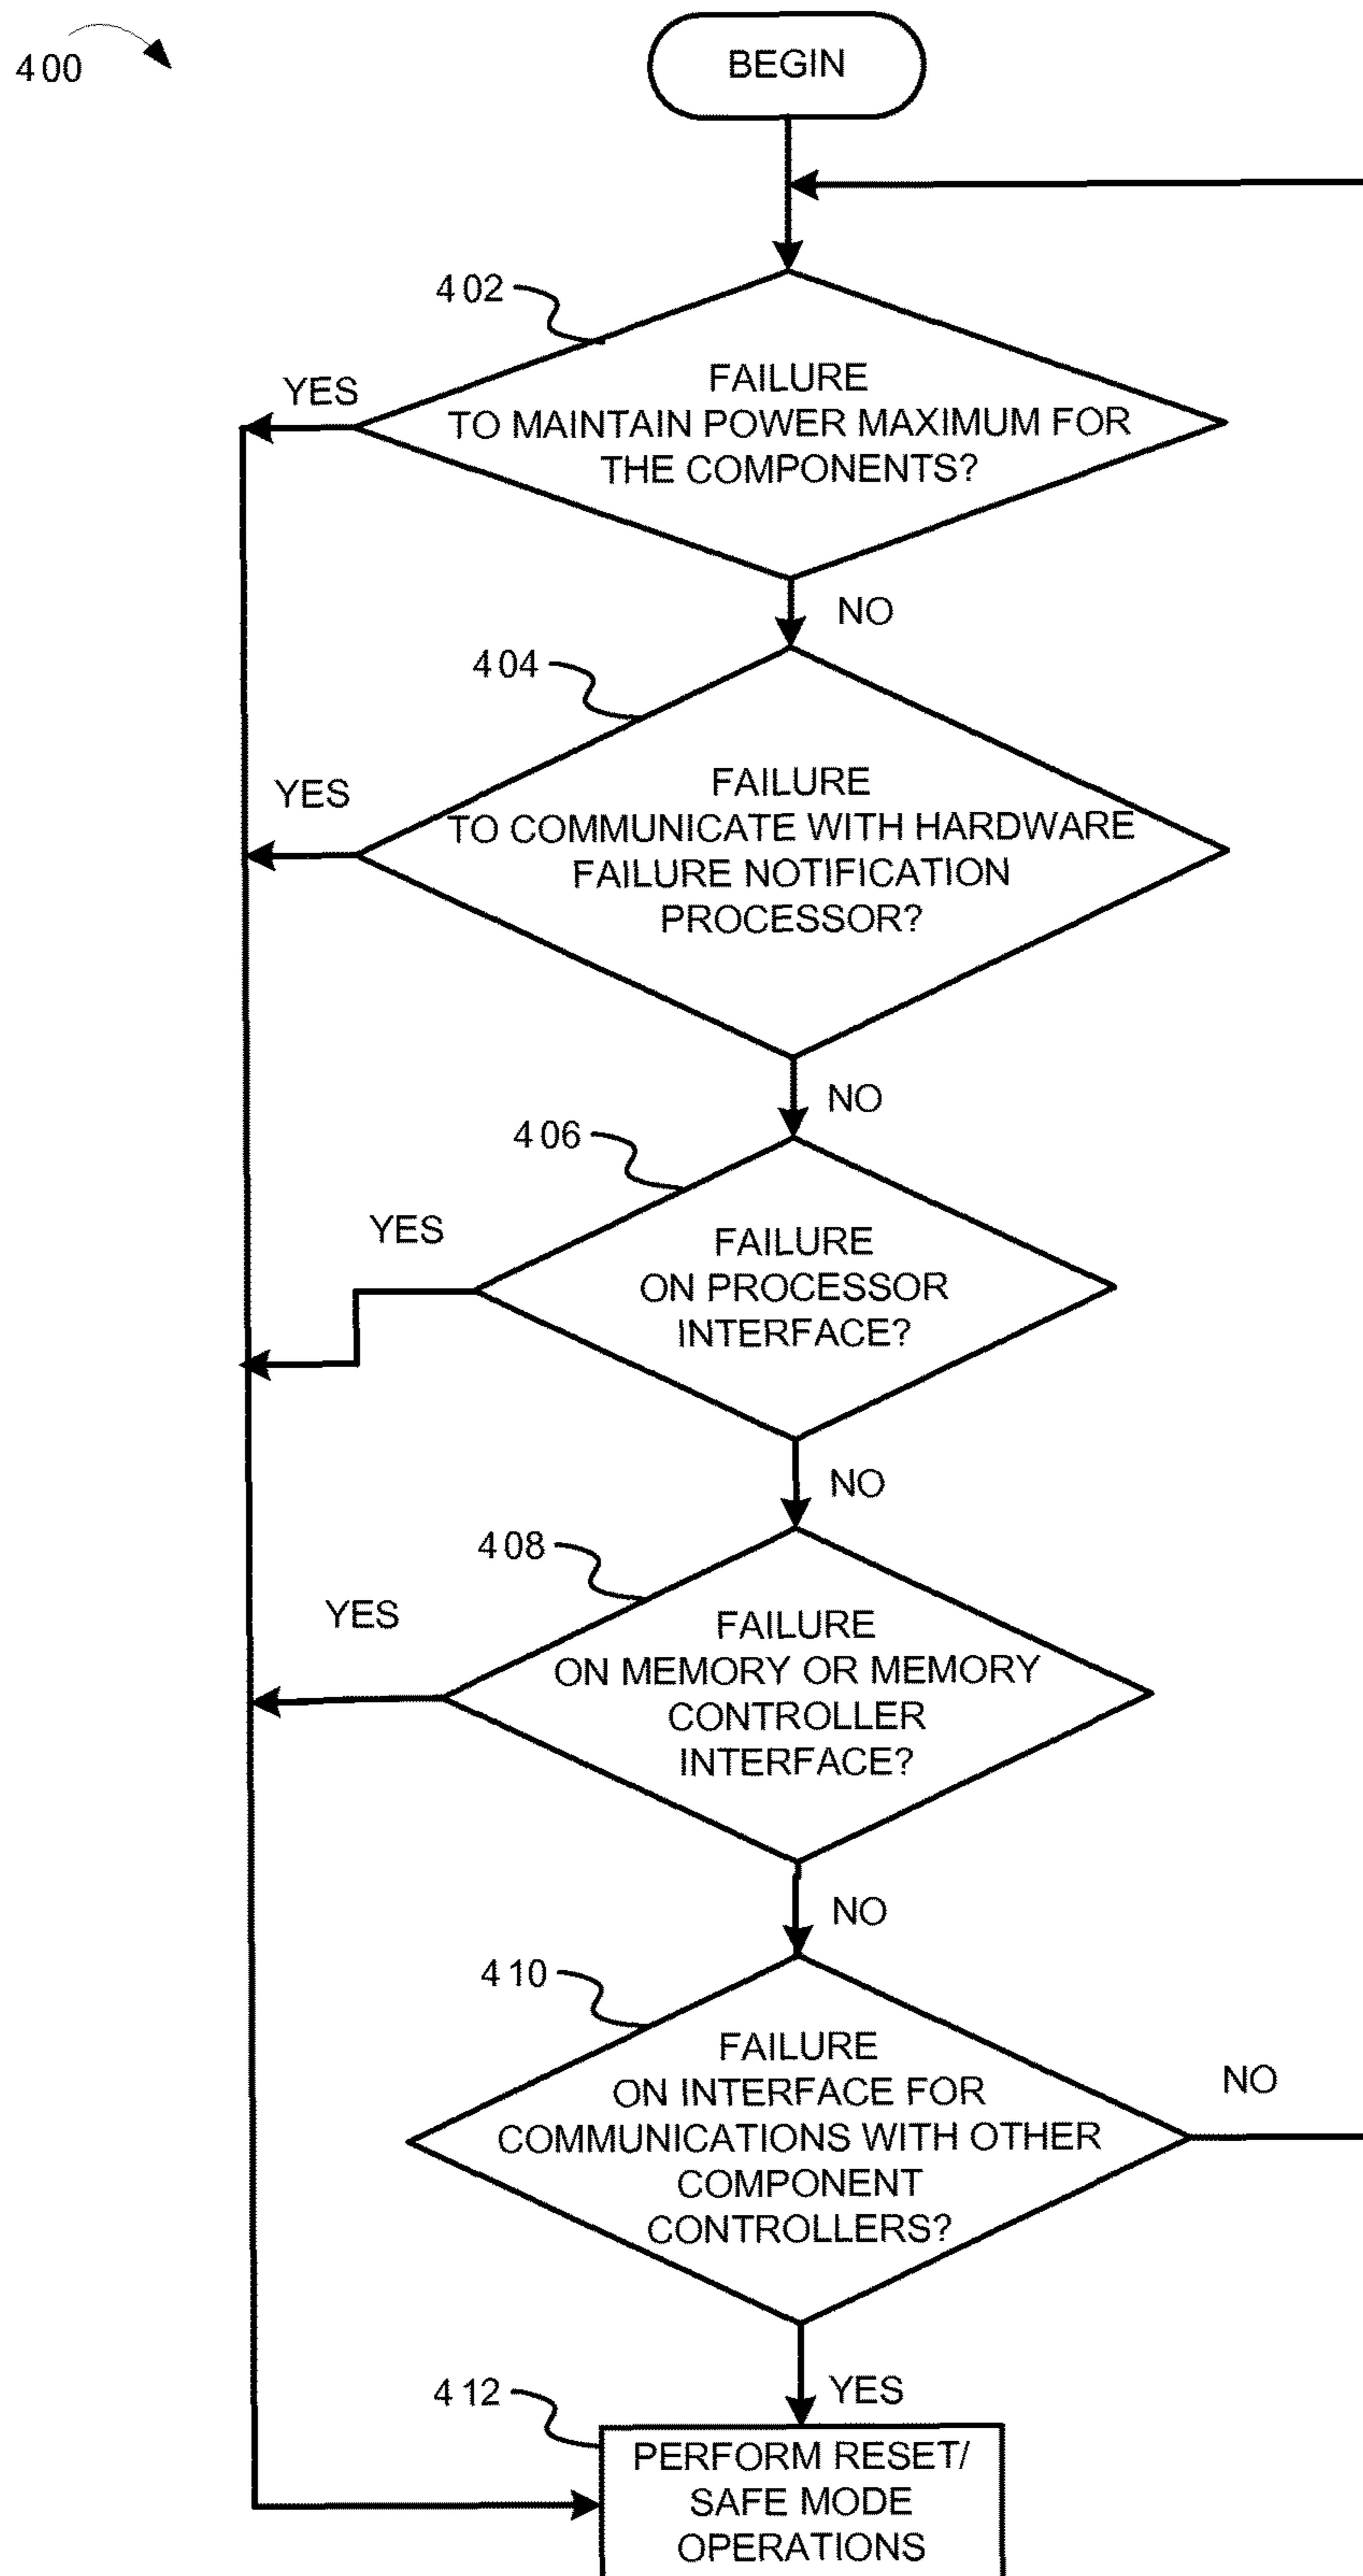 400
BEGIN
402
YES
FAILURE
TO MAINTAIN POWER MAXIMUM FOR
THE COMPONENTS?
NO
404
YES
FAILURE
TO COMMUNICATE WITH HARDWARE
FAILURE NOTIFICATION
PROCESSOR?
NO
406
YES
FAILURE
ON PROCESSOR
INTERFACE?
NO
408
YES
FAILURE
ON MEMORY OR MEMORY
CONTROLLER
INTERFACE?
NO
410
FAILURE
ON INTERFACE FOR
COMMUNICATIONS WITH OTHER
COMPONENT
CONTROLLERS?
NO
YES
412
PERFORM RESET/
SAFE MODE
OPERATIONS